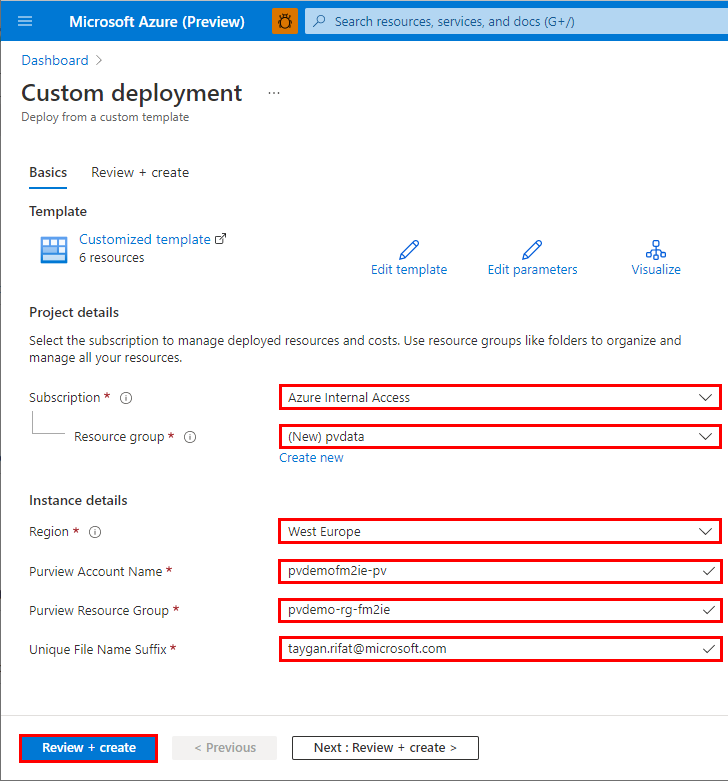 Microsoft Azure (Preview)
Search resources, services, and docs (G+/)
Dashboard >
Custom deployment ...
Deploy from a custom template
Basics
Review + create
Template
Customized template
6 resources
Edit template
Edit parameters
Visualize
Project details
Select the subscription to manage deployed resources and costs. Use resource groups like folders to organize and
manage all your resources.
Subscription *
Azure Internal Access
Resource group *
(New) pvdata
Create new
Instance details
Region *
West Europe
Purview Account Name *
pvdemofm2ie-pv
Purview Resource Group *
pvdemo-rg-fm2ie
Unique File Name Suffix *
taygan.rifat@microsoft.com
Review + create
< Previous
Next : Review + create >